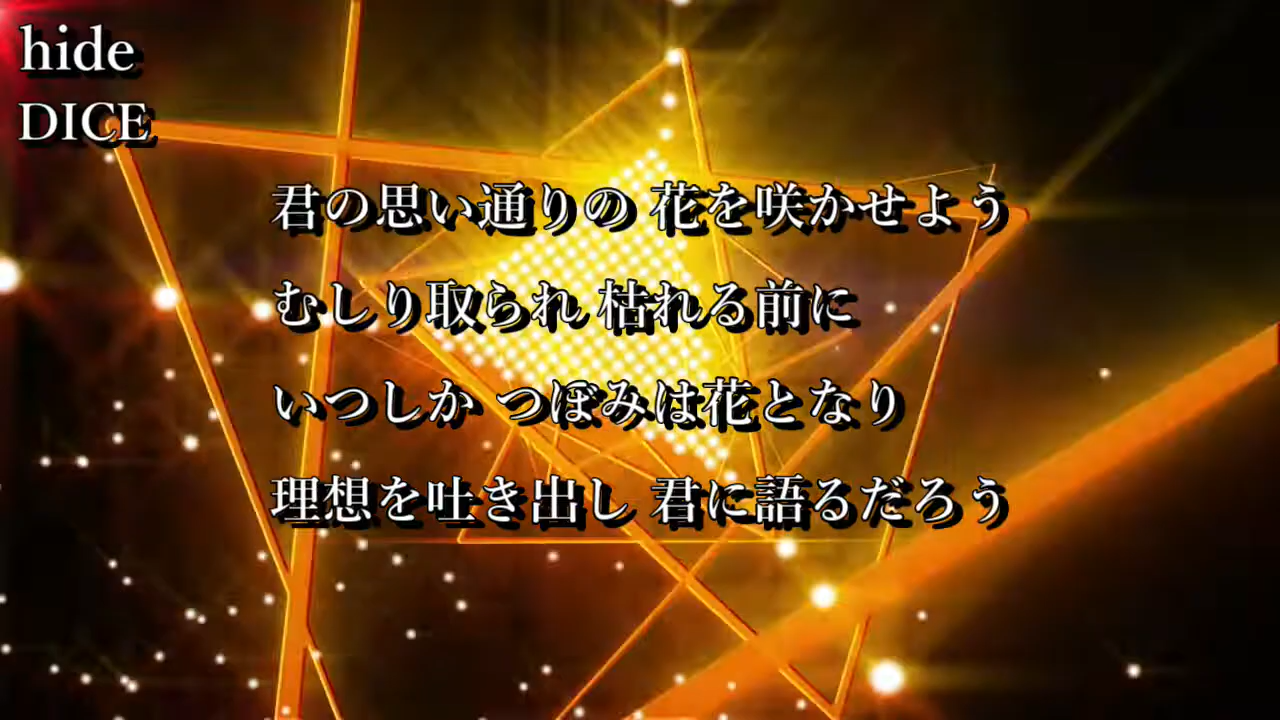 hide
DICE
君の思い通りの 花を咲かせよう
むしり取られ 枯れる前に
いつしか つぼみは花となり
理想を吐き出し 君に語るだろう